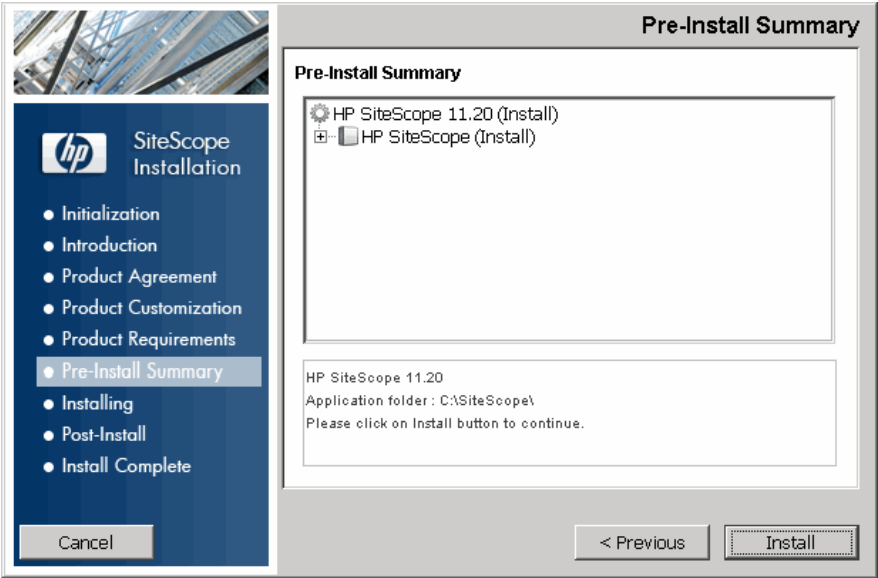 Pre-Install Summary
Pre-Install Summary
HP SiteScope 11.20 (Install)
HP SiteScope (Install)
hp
SiteScope
Installation
Initialization
Introduction
Product Agreement
Product Customization
Product Requirements
Pre-Install Summary
Installing
Post-Install
Install Complete
HP SiteScope 11.20
Application folder : C:\SiteScope\
Please click on Install button to continue.
Cancel
< Previous
Install